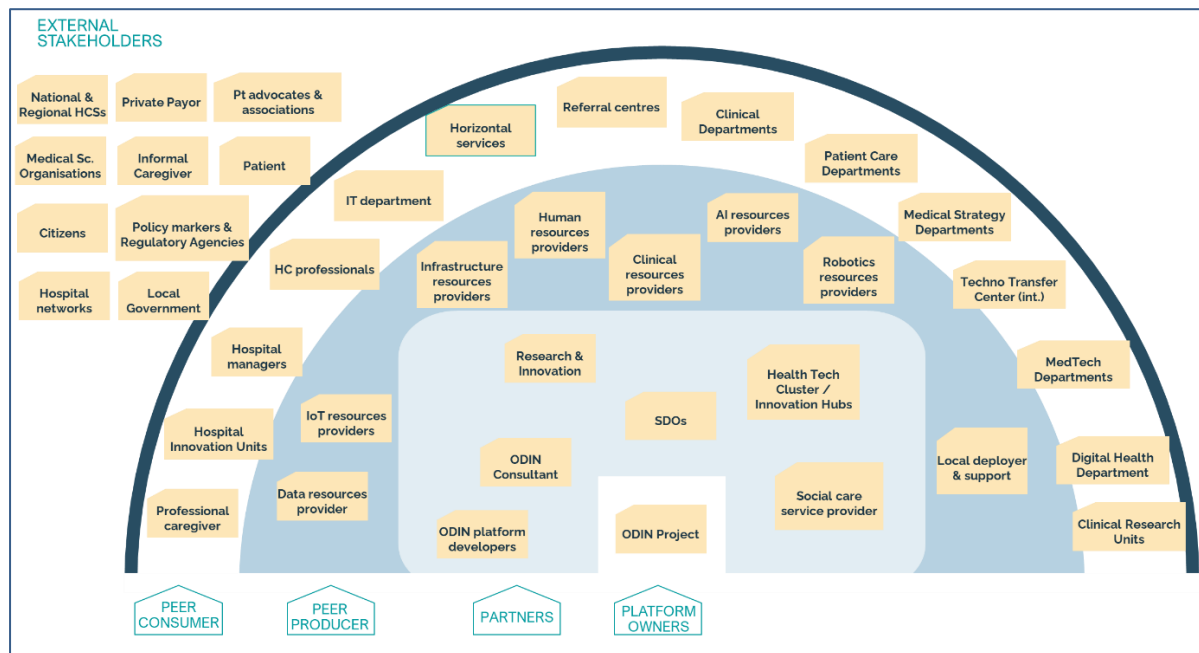 EXTERNAL
STAKEHOLDERS
National &
Regional HCSs
Private Payor
Pt advocates &
associations
Medical Sc.
Organisations
Informal
Caregiver
Patient
Citizens
Policy markers &
Regulatory Agencies
Hospital
networks
Local
Government
Horizontal
services
Referral centres
Clinical
Departments
Patient Care
Departments
IT department
HC professionals
Medical Strategy
Departments
Techno Transfer
Center (int.)
Hospital
managers
MedTech
Departments
Hospital
Innovation Units
Digital Health
Department
Professional
caregiver
Clinical Research
Units
Human
resources
providers
AI resources
providers
Infrastructure
resources
providers
Clinical
resources
providers
Robotics
resources
providers
IoT resources
providers
Data resources
provider
Local deployer
& support
Research &
Innovation
Health Tech
Cluster /
Innovation Hubs
SDOs
ODIN
Consultant
Social care
service provider
ODIN platform
developers
ODIN Project
PEER
CONSUMER
PEER
PRODUCER
PARTNERS
PLATFORM
OWNERS